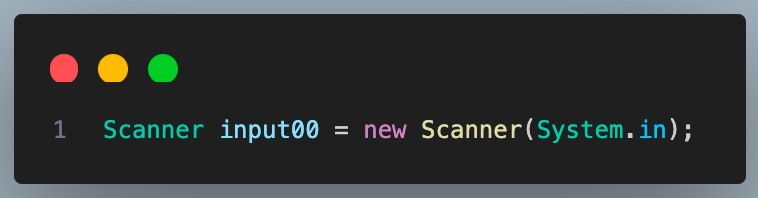 1 Scanner input00 = new Scanner(System.in);